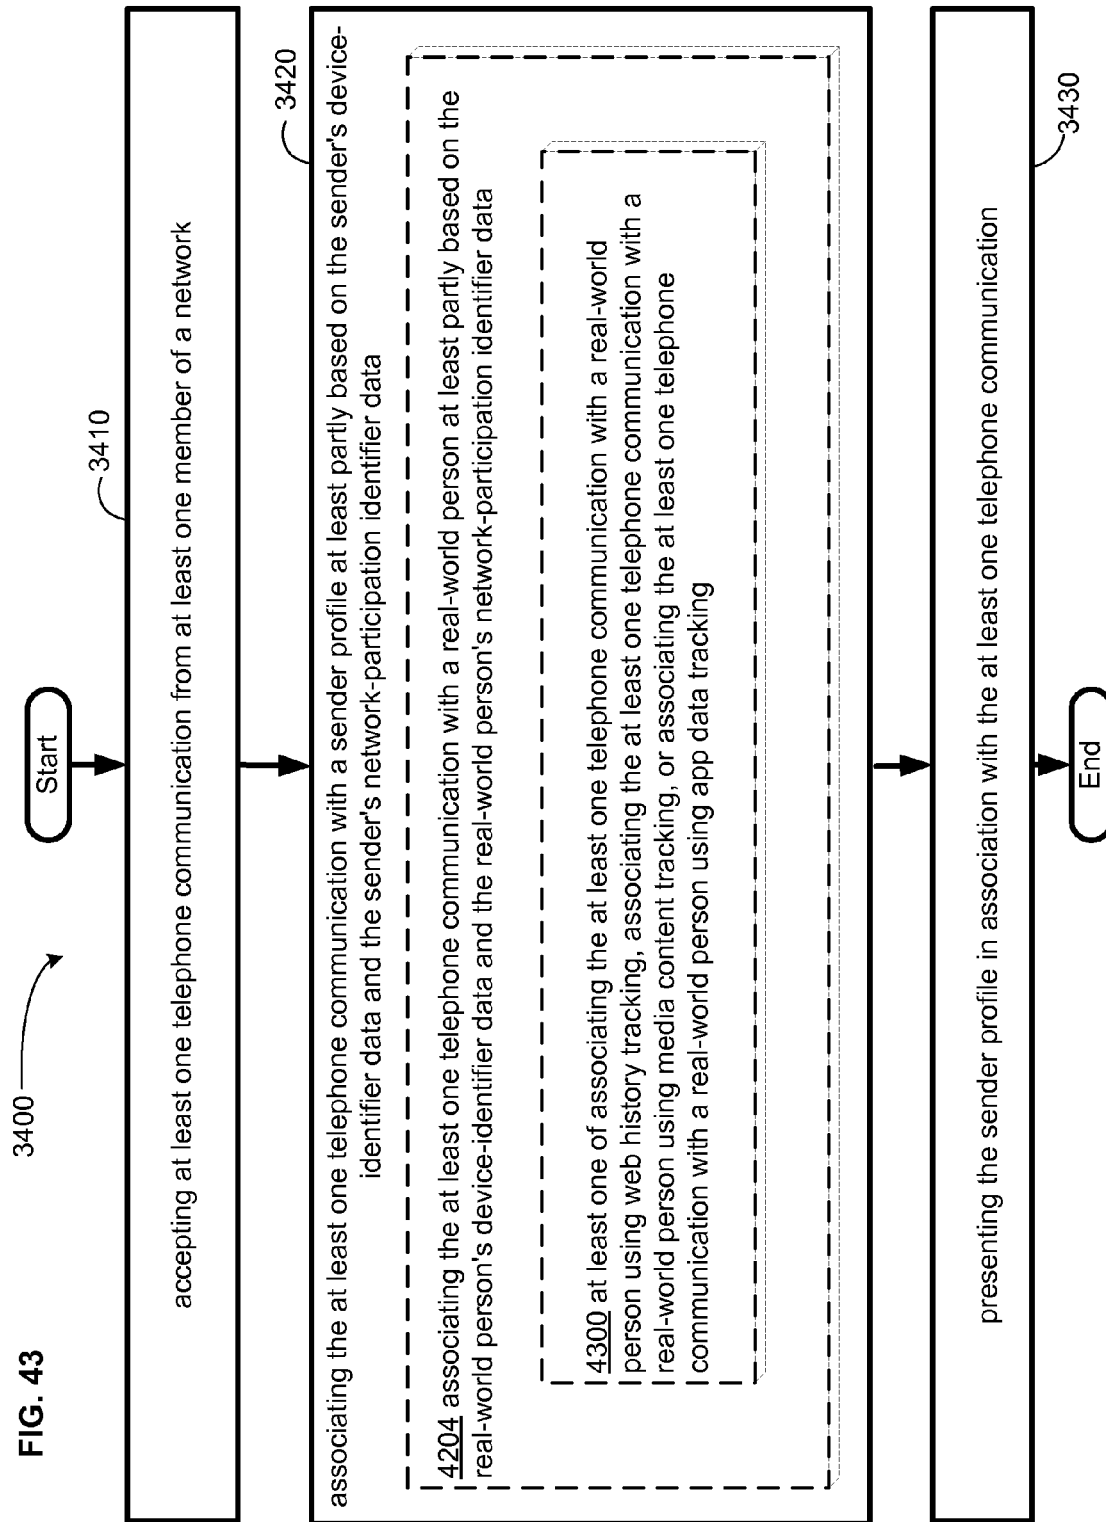 FIG. 43
3400
Start
3410
accepting at least one telephone communication from at least one member of a network
3420
associating the at least one telephone communication with a sender profile at least partly based on the sender's device-
identifier data and the sender's network-participation identifier data
4204 associating the at least one telephone communication with a real-world person at least partly based on the
real-world person's device-identifier data and the real-world person's network-participation identifier data
4300 at least one of associating the at least one telephone communication with a real-world
person using web history tracking, associating the at least one telephone communication with a
real-world person using media content tracking, or associating the at least one telephone
communication with a real-world person using app data tracking
3430
presenting the sender profile in association with the at least one telephone communication
End